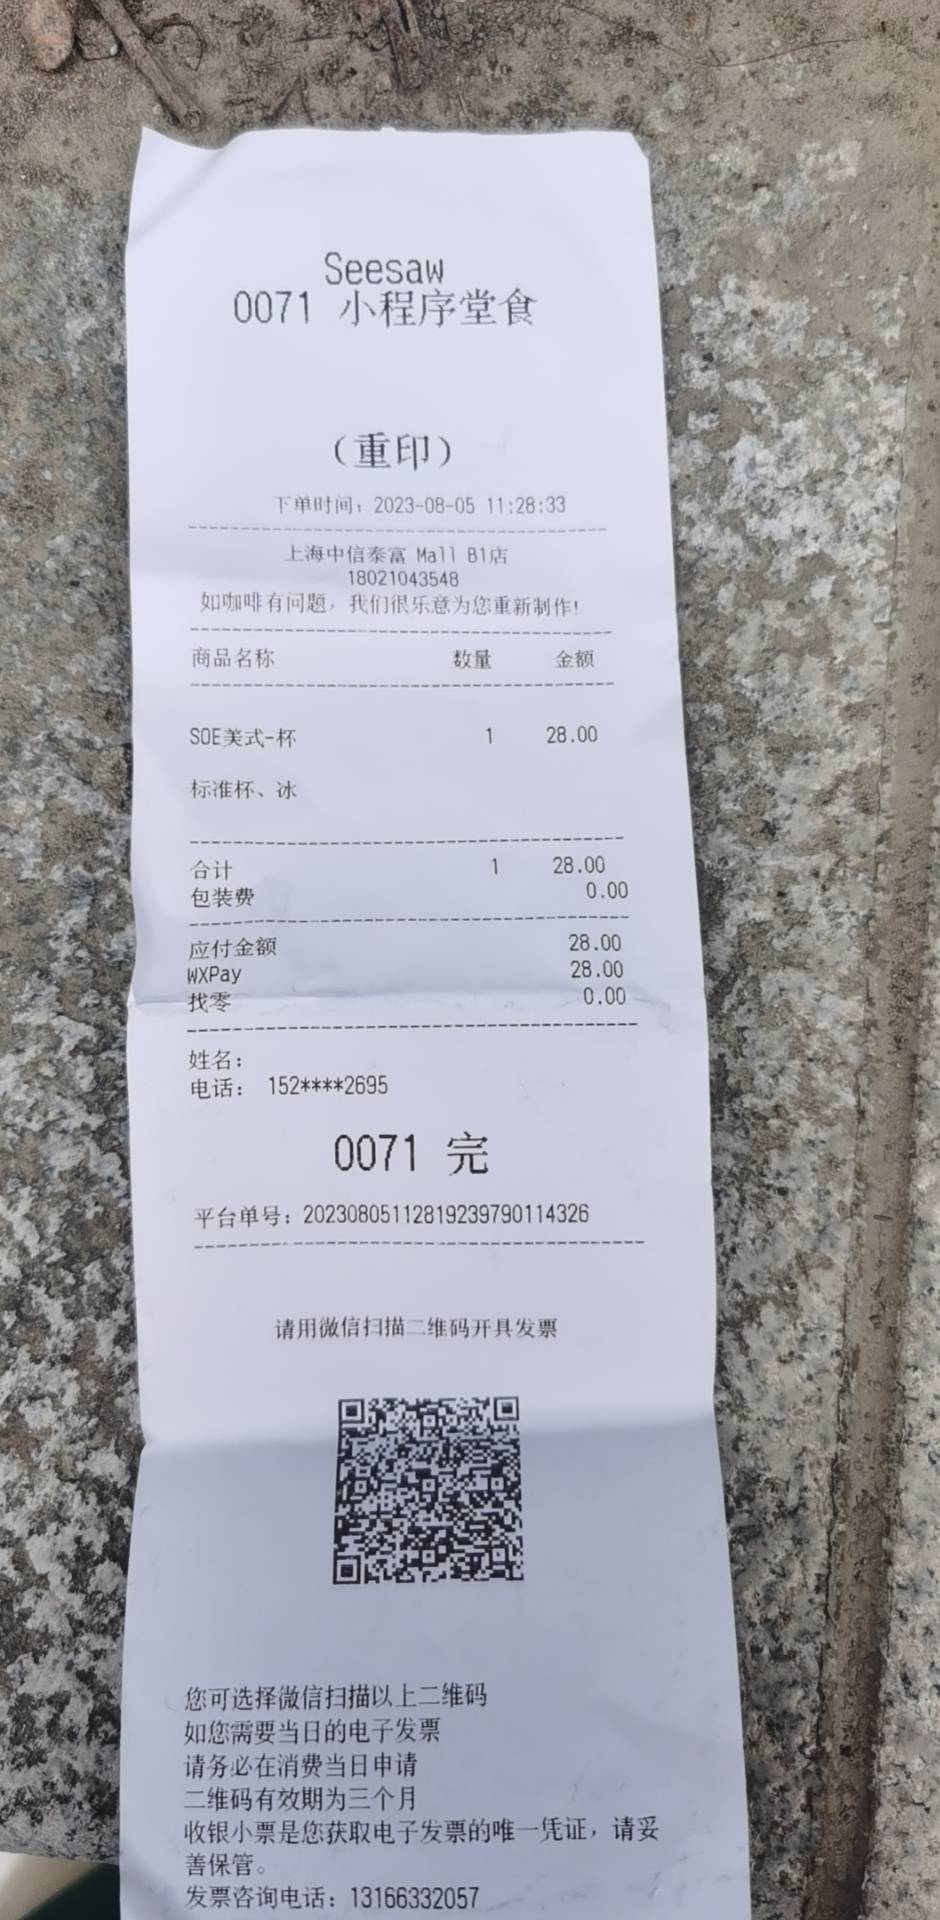 Seesaw
0071 小程序堂食
（重印）
下单时间：2023-08-05 11:28:33
上海中信泰富 Mall B1店
18021043548
如咖啡有问题，我们很乐意为您重新制作!
商品名称 数量 金额
SOE美式-杯 1 28.00
标准杯、冰
合计 1 28.00
包装费 0.00
应付金额 28.00
WXPay 28.00
找零 0.00
姓名：
电话： 152****2695
0071 完
平台单号：20230805112819239790114326
请用微信扫描二维码开具发票
您可选择微信扫描以上二维码
如您需要当日的电子发票
请务必在消费当日申请
二维码有效期为三个月
收银小票是您获取电子发票的唯一凭证，请妥
善保管。
发票咨询电话：13166332057